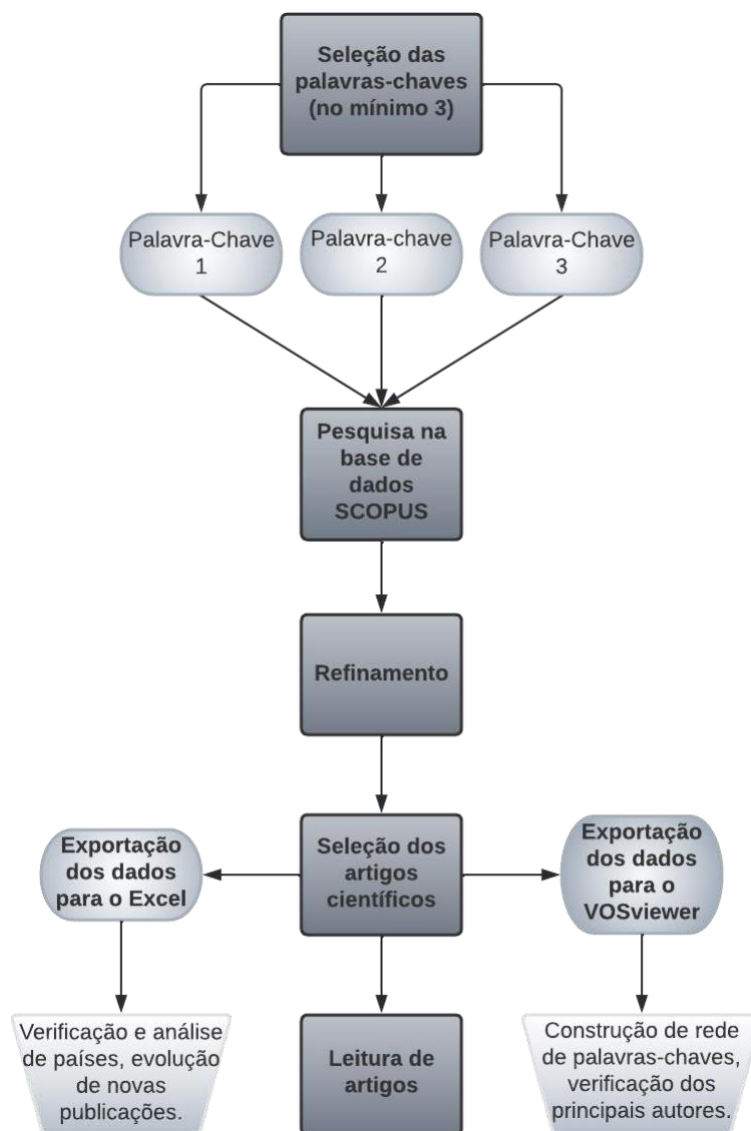 Seleção das
palavras-chaves
(no mínimo 3)
Palavra-Chave
1
Palavra-chave
2
Palavra-Chave
3
Pesquisa na
base de
dados
SCOPUS
Refinamento
Exportação
dos dados
para o Excel
Seleção dos
artigos
científicos
Exportação
dos dados
para o
VOSviewer
Verificação e análise
de países, evolução
de novas
publicações.
Leitura de
artigos
Construção de rede
de palavras-chaves,
verificação dos
principais autores.